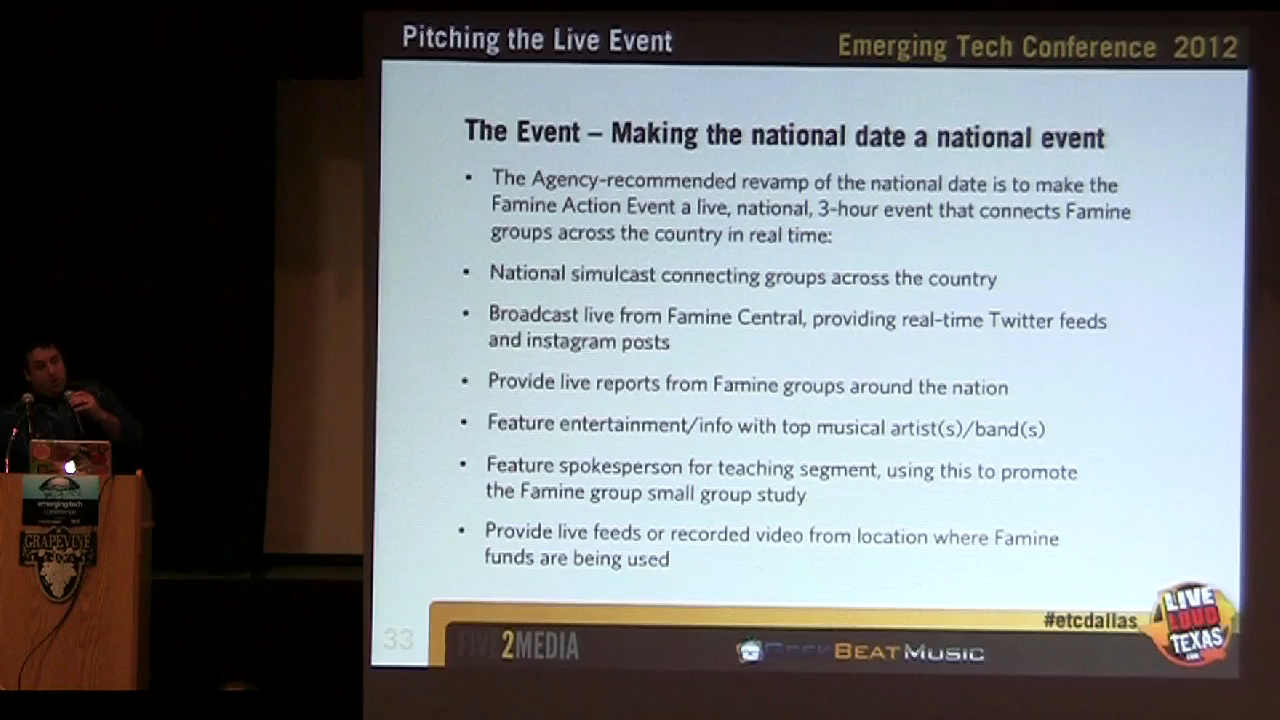 Pitching the Live Event
Emerging Tech Conference 2012
The Event – Making the national date a national event
• The Agency-recommended revamp of the national date is to make the
Famine Action Event a live, national, 3-hour event that connects Famine
groups across the country in real time:
• National simulcast connecting groups across the country
• Broadcast live from Famine Central, providing real-time Twitter feeds
and instagram posts
• Provide live reports from Famine groups around the nation
• Feature entertainment/info with top musical artist(s)/band(s)
• Feature spokesperson for teaching segment, using this to promote
the Famine group small group study
• Provide live feeds or recorded video from location where Famine
funds are being used
33
FIVE2MEDIA
GEEKBEATMUSIC
#etcdallas
LIVE
LOUD
TEXAS
emerging tech
conference
GRAPEVINE